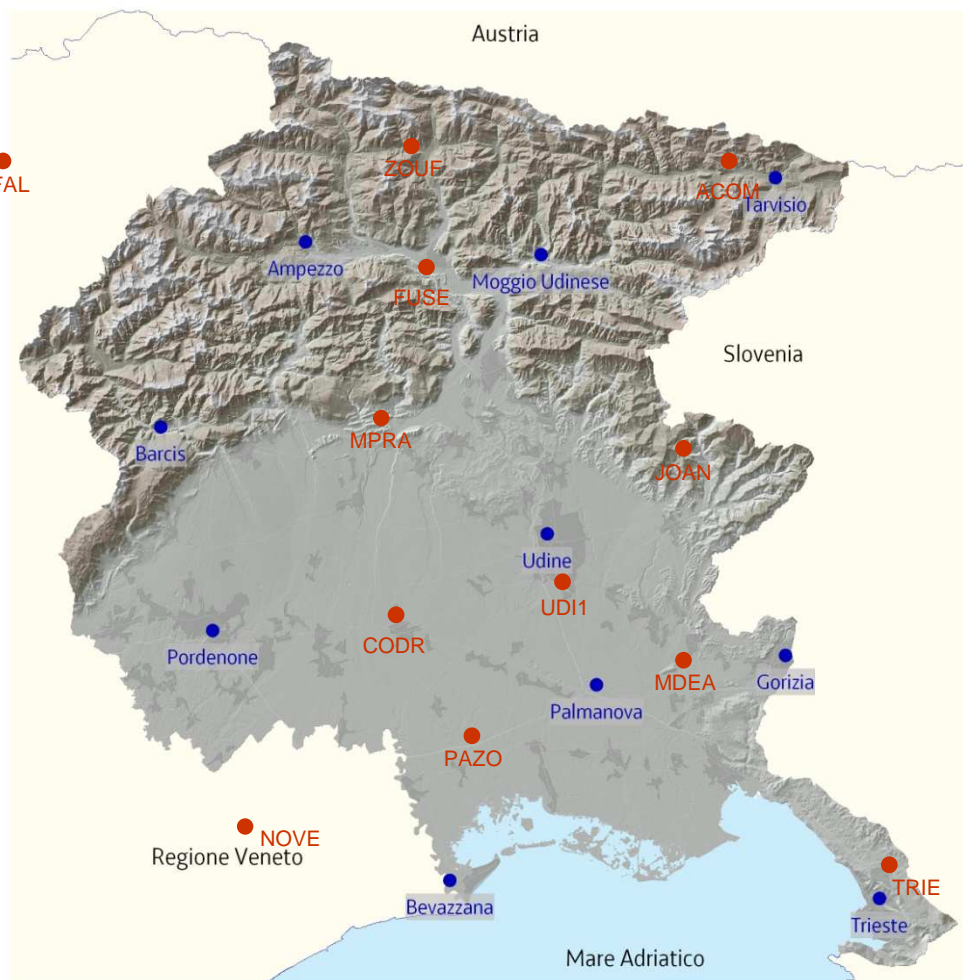 Austria
ZOUF
FAL
ACOM
Tarvisio
Ampezzo
Moggio Udinese
FUSE
Slovenia
MPRA
Barcis
JOAN
Udine
UDI1
CODR
Pordenone
MDEA
Gorizia
Palmanova
PAZO
NOVE
Regione Veneto
TRIE
Bevazzana
Trieste
Mare Adriatico